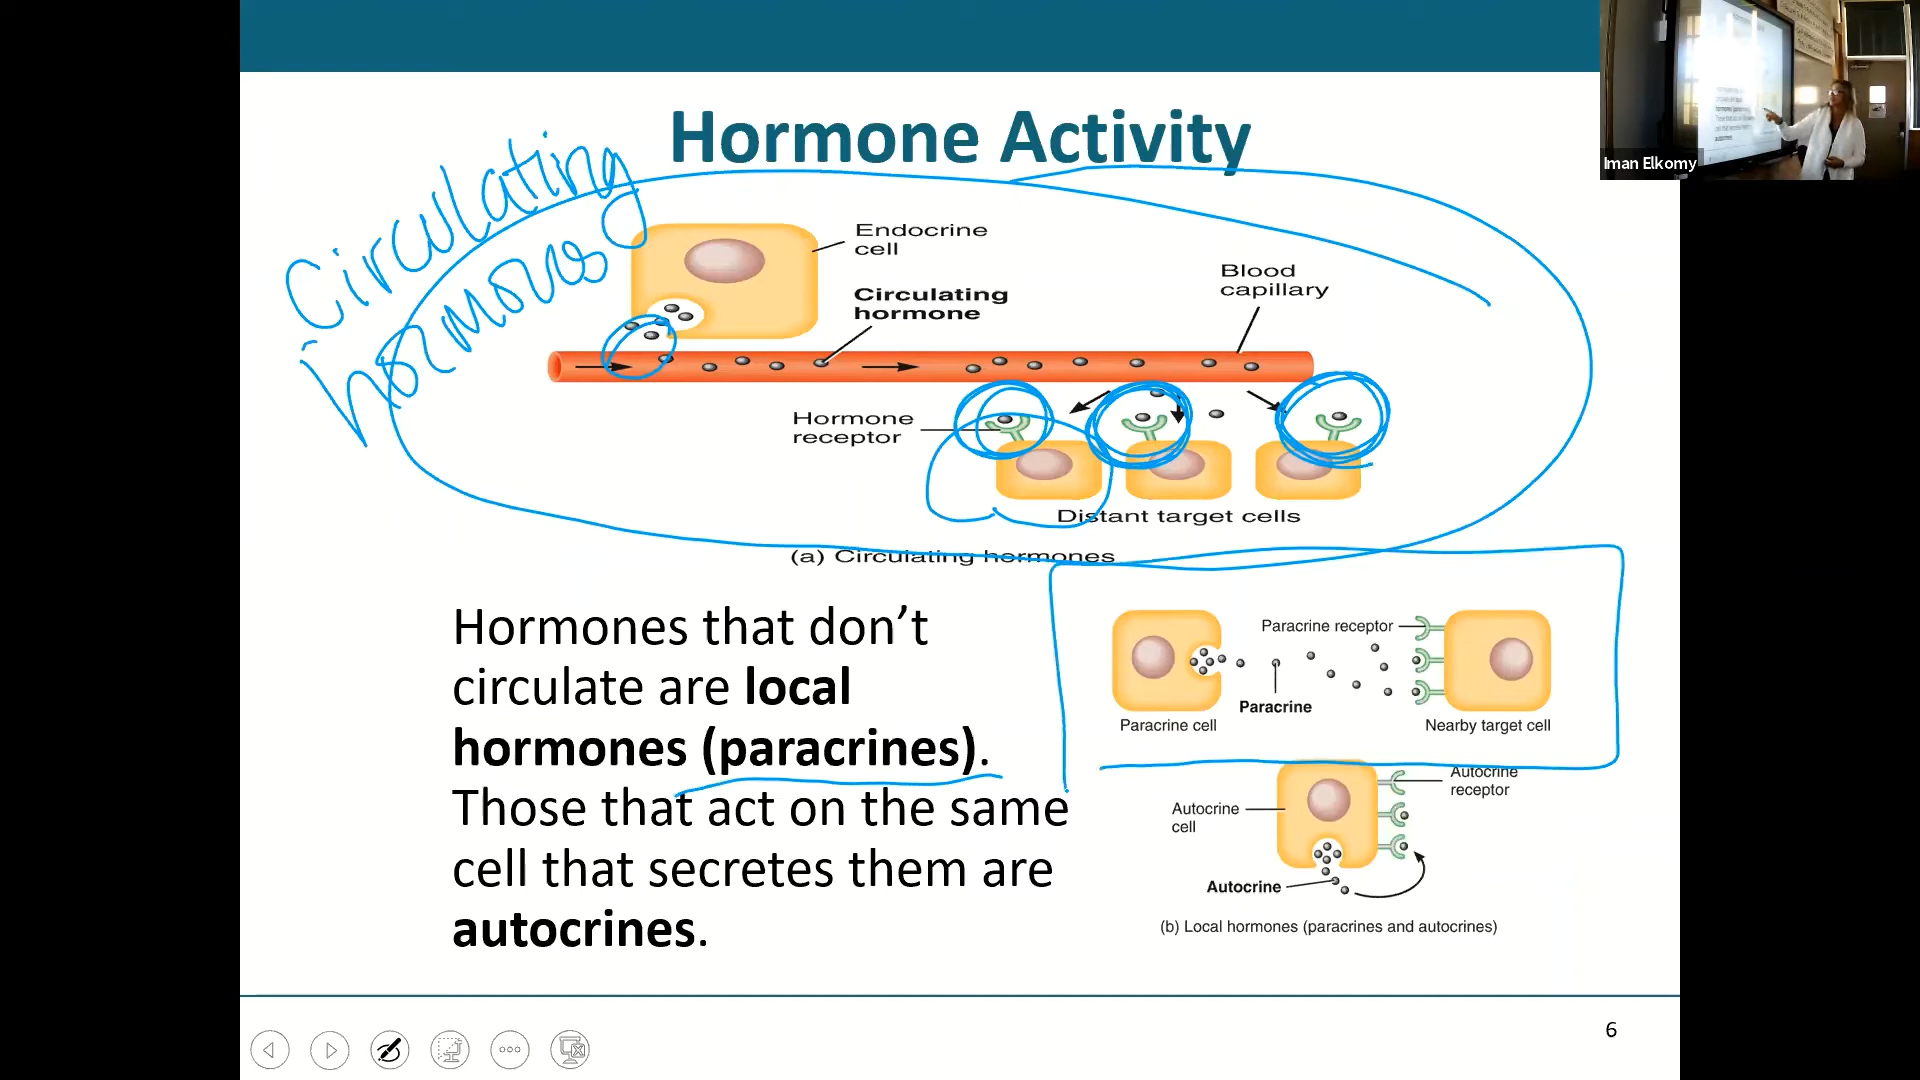 Hormone Activity
Iman Elkomy
Circulating
hormones
Endocrine
cell
Circulating
hormone
Blood
capillary
Hormone
receptor
Distant target cells
(a) Circulating hormones
Hormones that don’t
circulate are local
hormones (paracrines).
Those that act on the same
cell that secretes them are
autocrines.
Paracrine receptor
Paracrine
Paracrine cell
Nearby target cell
Autocrine
receptor
Autocrine
cell
Autocrine
(b) Local hormones (paracrines and autocrines)
6